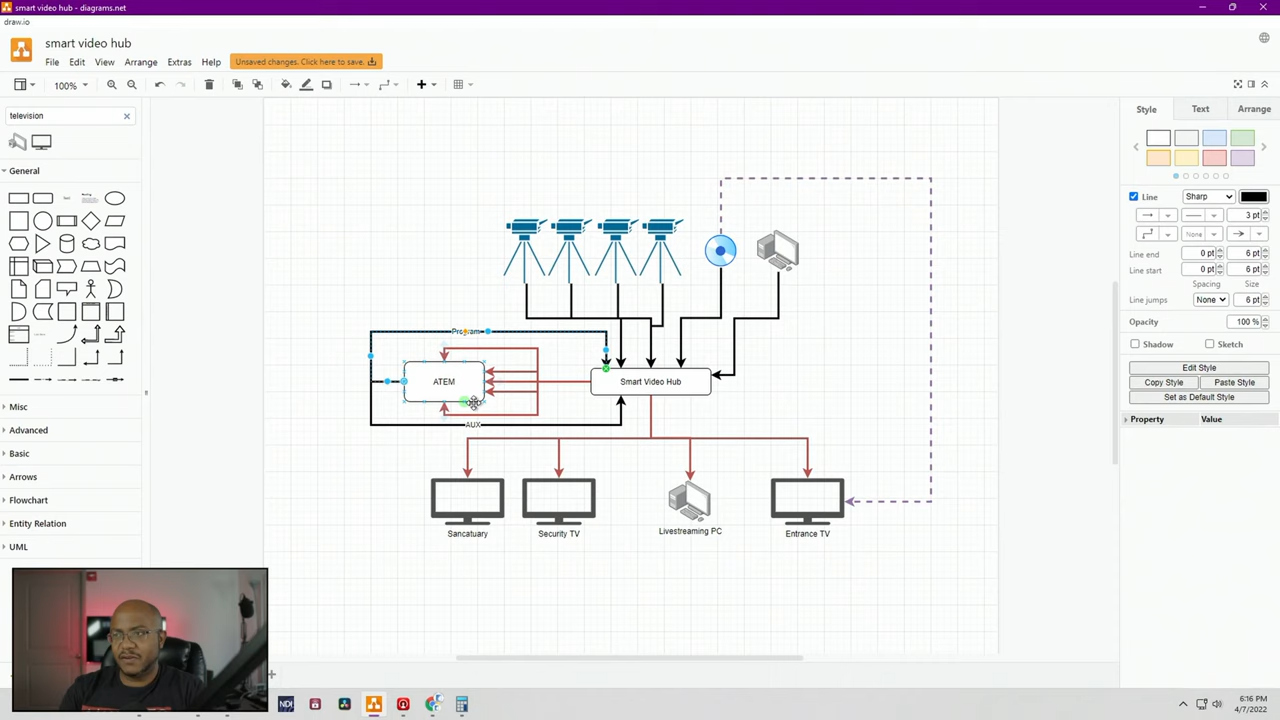 smart video hub - diagrams.net
draw.io
smart video hub
File Edit View Arrange Extras Help
Unsaved changes. Click here to save.
100%
television
General
Text
Misc
Advanced
Basic
Arrows
Flowchart
Entity Relation
UML
Program
ATEM
Smart Video Hub
AUX
Sancatuary
Security TV
Livestreaming PC
Entrance TV
Style Text Arrange
Line Sharp
3 pt
Line end 0 pt 6 pt
Line start 0 pt 6 pt
Spacing Size
Line jumps None 6 pt
Opacity 100 %
Shadow Sketch
Edit Style
Copy Style Paste Style
Set as Default Style
Property Value
NDI
6:16 PM
4/7/2022